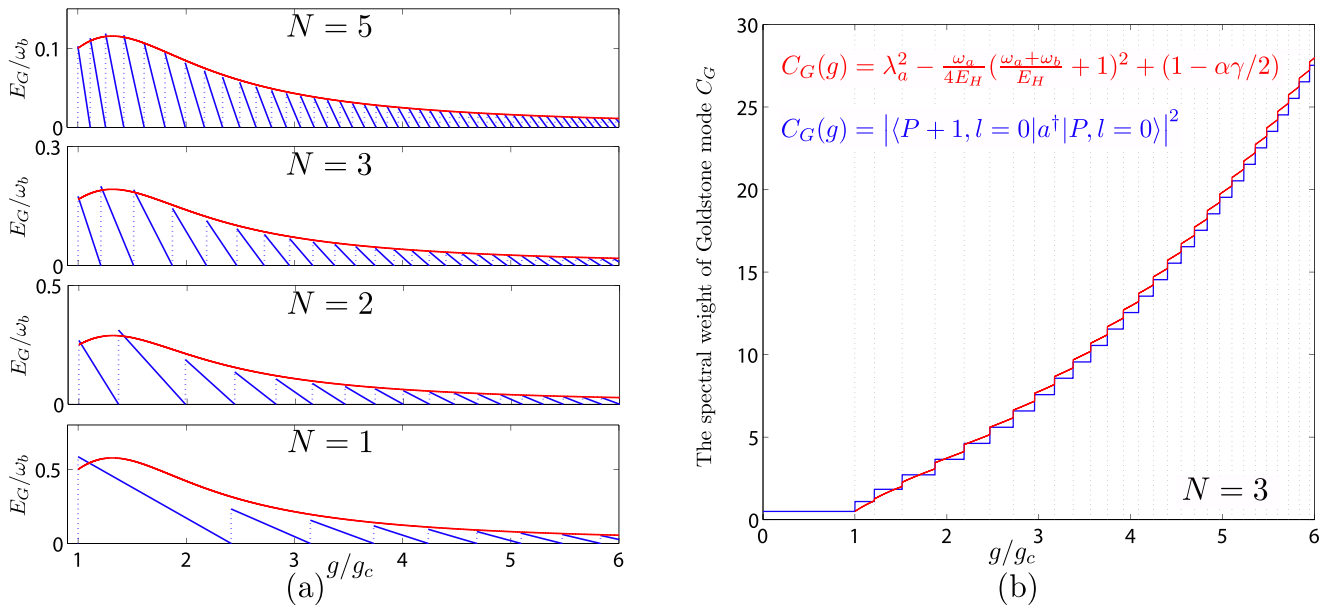 N = 5
E_G/ω_b
0.1
0
N = 3
E_G/ω_b
0.3
0
N = 2
E_G/ω_b
0.5
0
N = 1
E_G/ω_b
0.5
0
1 2 3 4 5 6
g/g_c
(a)
The spectral weight of Goldstone mode C_G
30
25
20
15
10
5
0
C_G(g) = λ_a^2 − \frac{ω_a}{4E_H}(\frac{ω_a+ω_b}{E_H} + 1)^2 + (1 − αγ/2)
C_G(g) = |⟨P + 1, l = 0|a^†|P, l = 0⟩|^2
N = 3
0 1 2 3 4 5 6
g/g_c
(b)